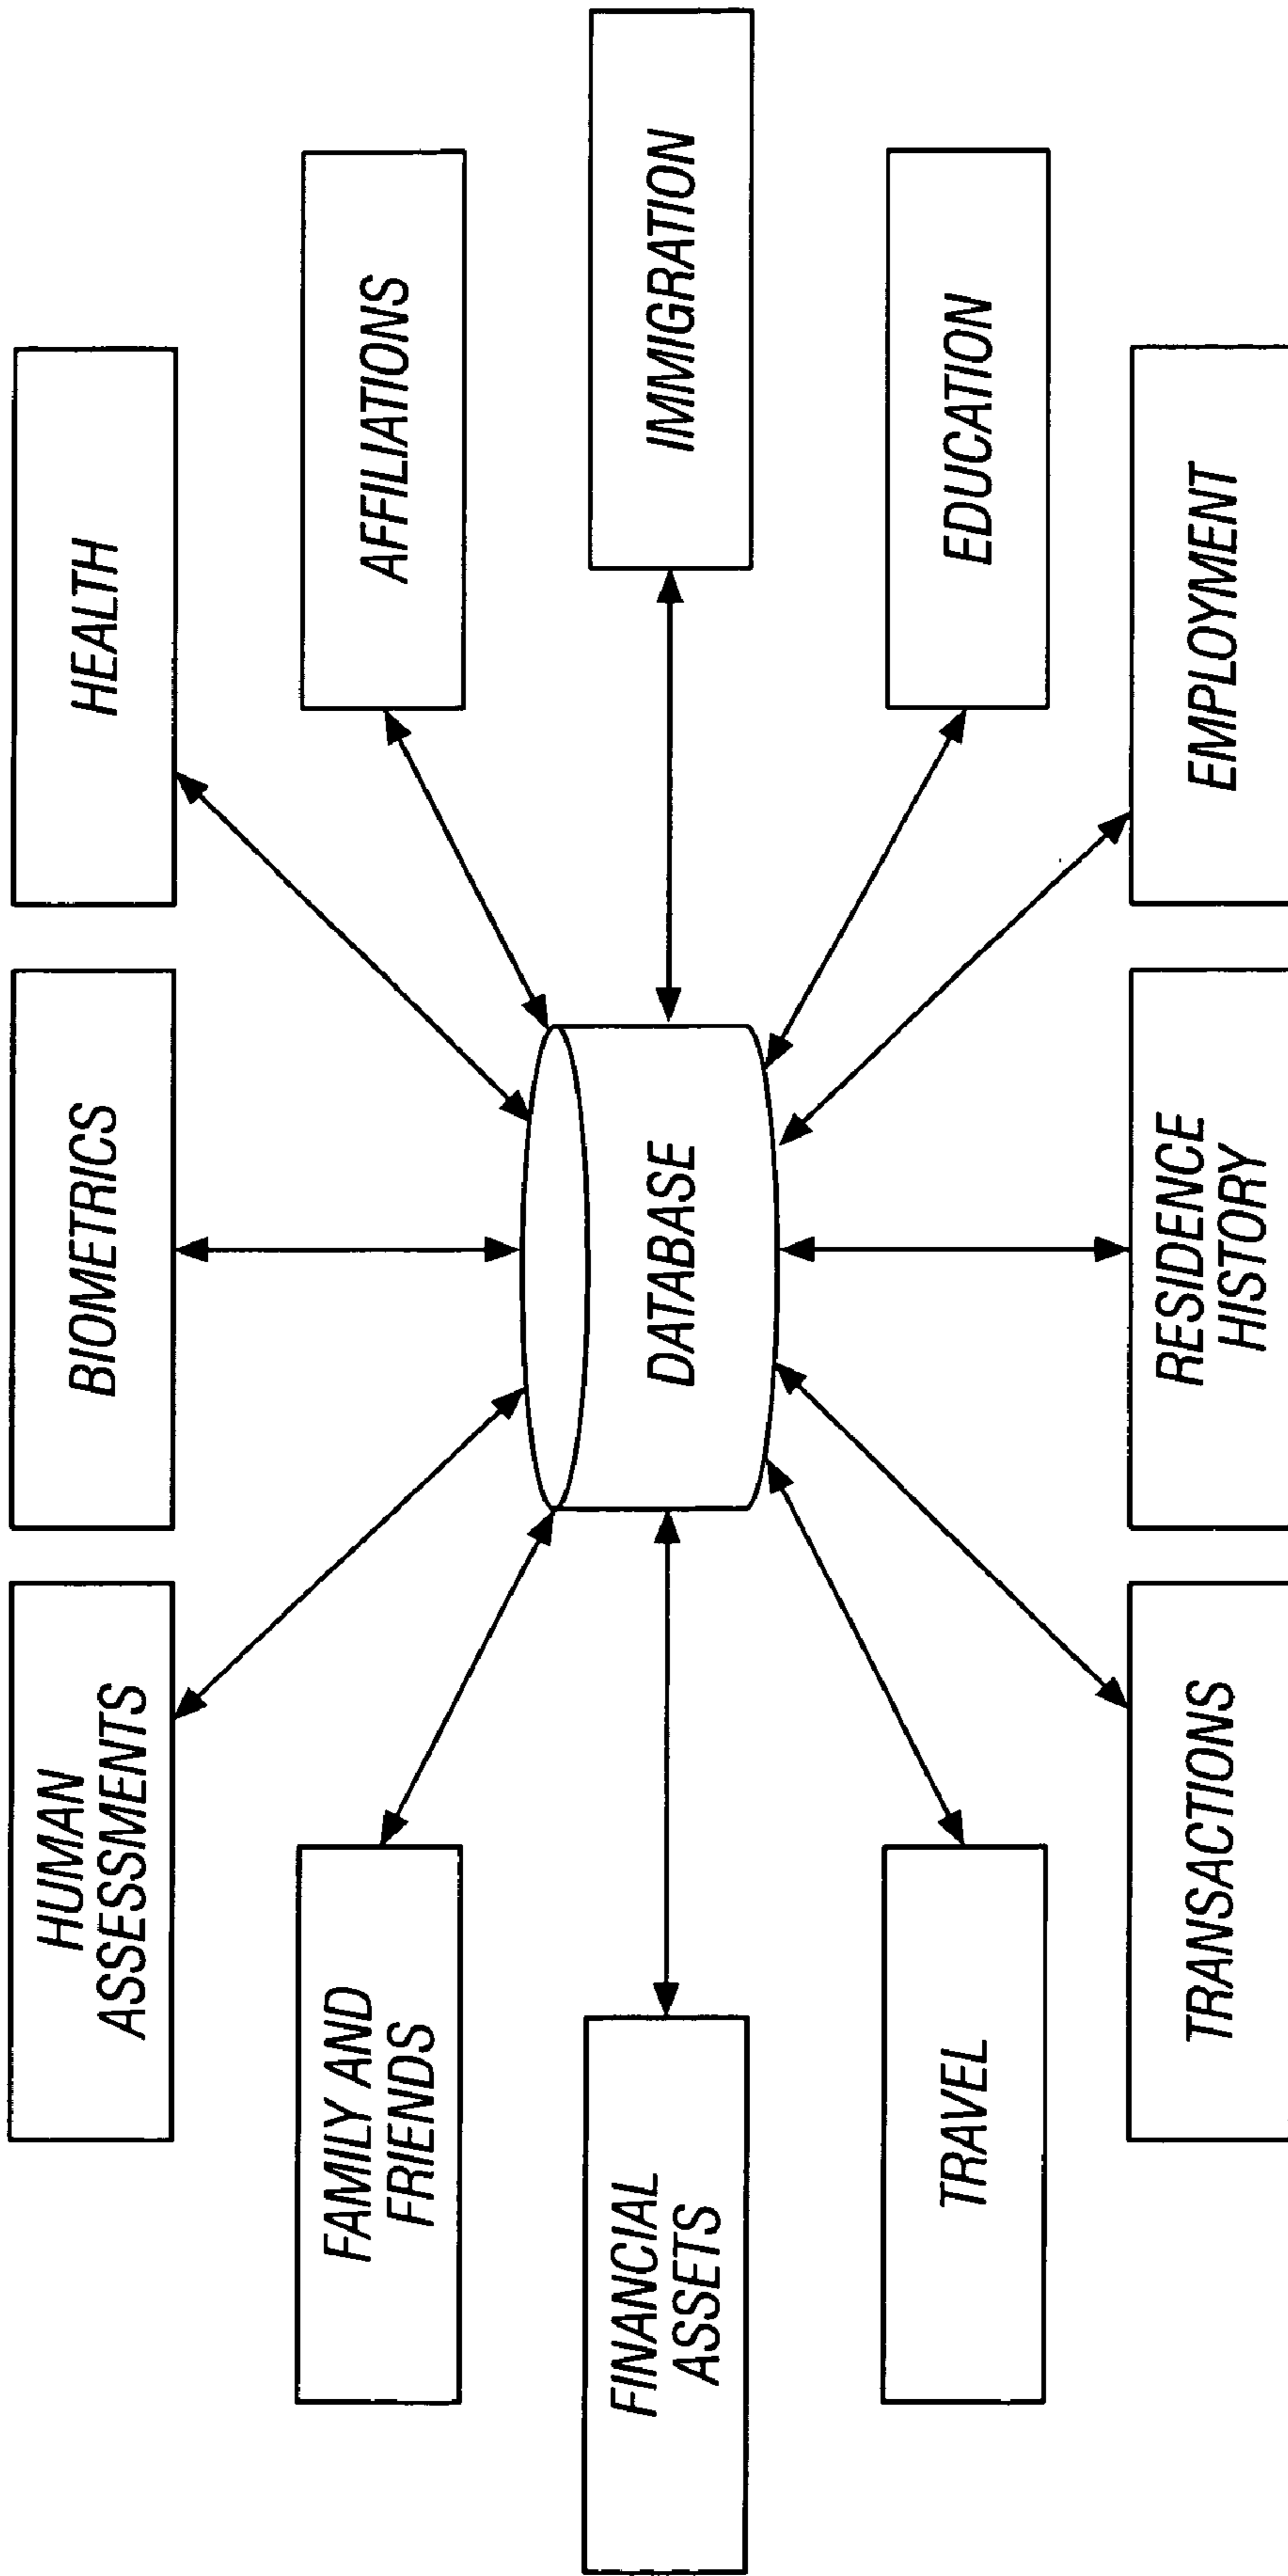 HUMAN
ASSESSMENTS
BIOMETRICS
HEALTH
FAMILY AND
FRIENDS
AFFILIATIONS
FINANCIAL
ASSETS
DATABASE
IMMIGRATION
TRAVEL
EDUCATION
TRANSACTIONS
RESIDENCE
HISTORY
EMPLOYMENT